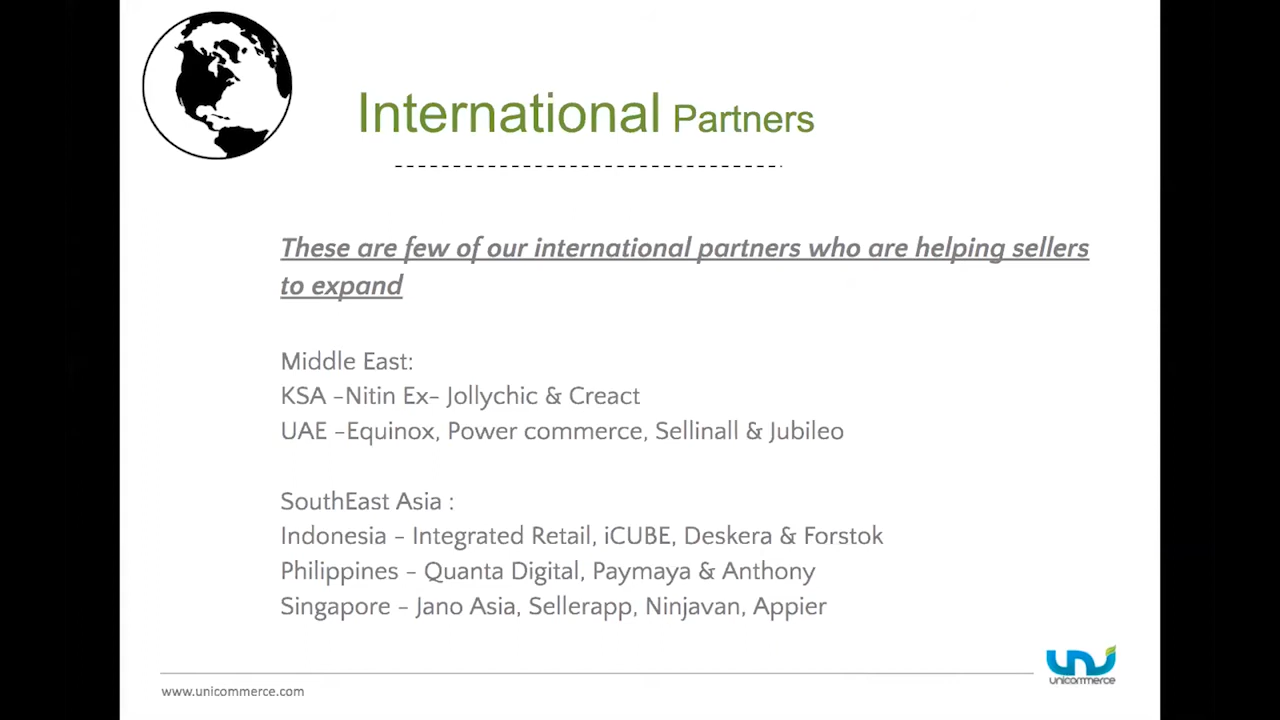 International Partners
These are few of our international partners who are helping sellers
to expand
Middle East:
KSA –Nitin Ex– Jollychic & Creact
UAE –Equinox, Power commerce, Sellinall & Jubileo
SouthEast Asia :
Indonesia – Integrated Retail, iCUBE, Deskera & Forstok
Philippines – Quanta Digital, Paymaya & Anthony
Singapore – Jano Asia, Sellerapp, Ninjavan, Appier
www.unicommerce.com
uni
unicommerce